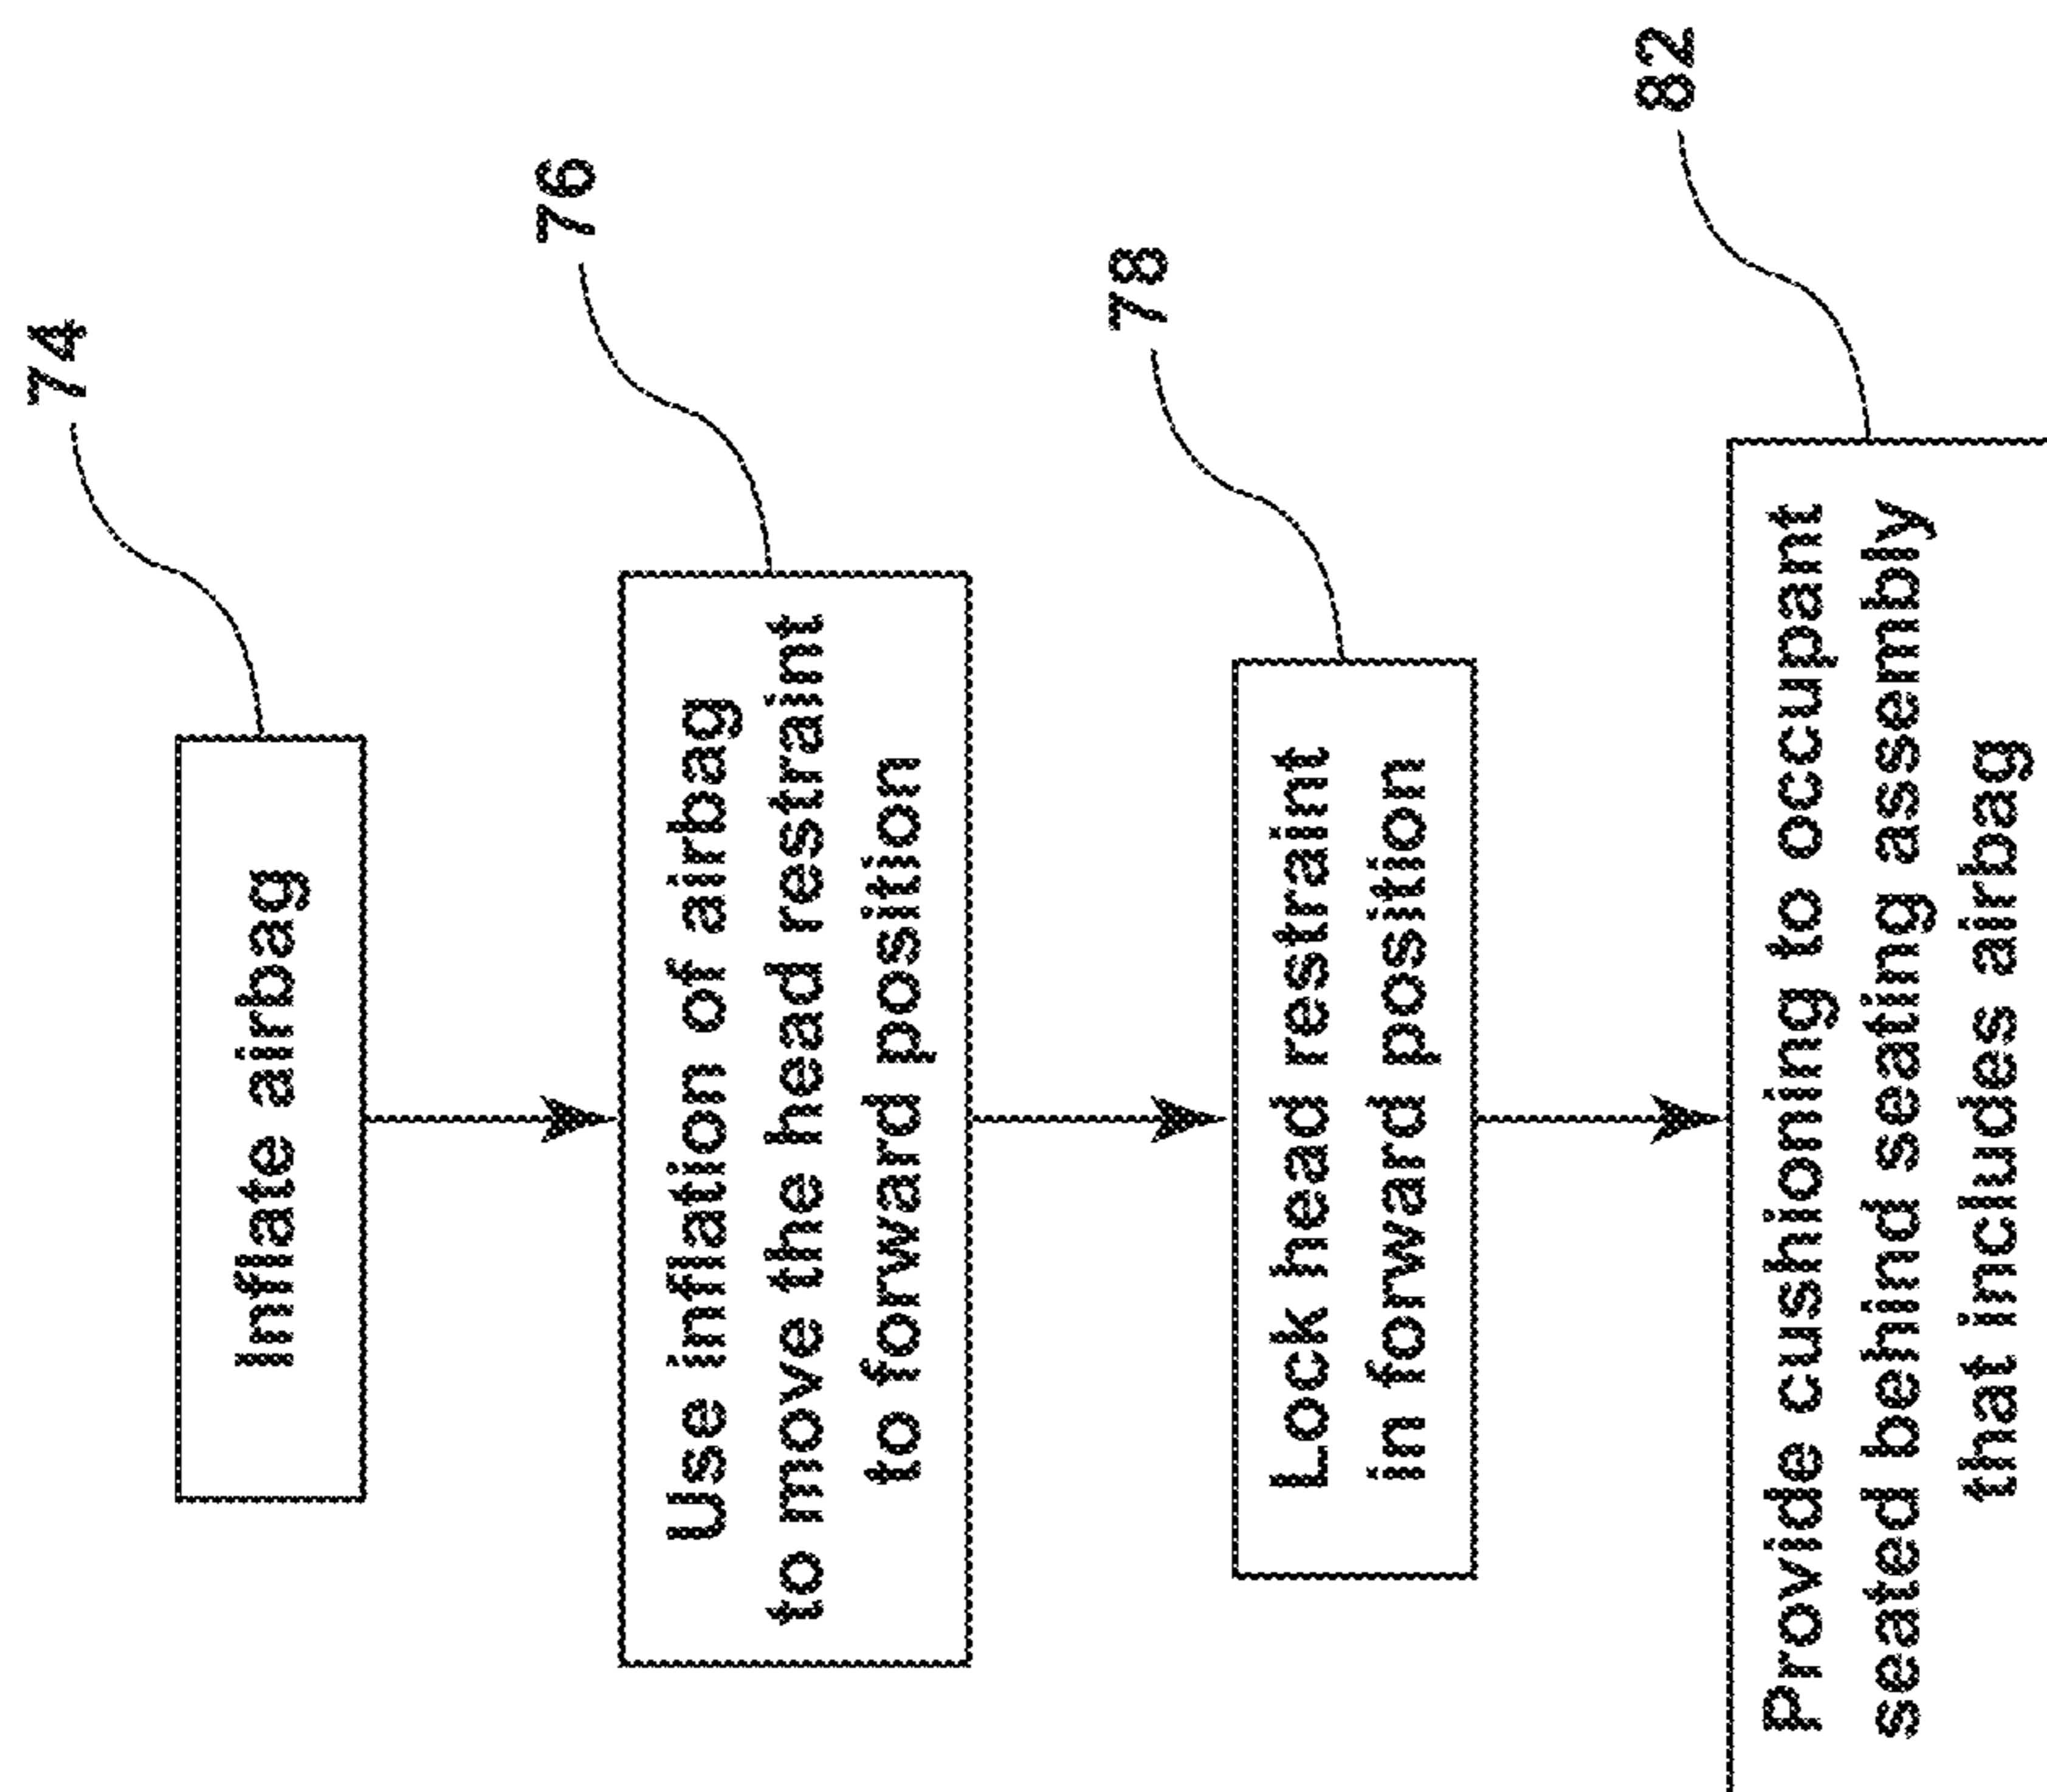 74
Inflate airbag
76
Use inflation of airbag
to move the head restraint
to forward position
78
Lock head restraint
in forward position
82
Provide cushioning to occupant
seated behind seating assembly
that includes airbag